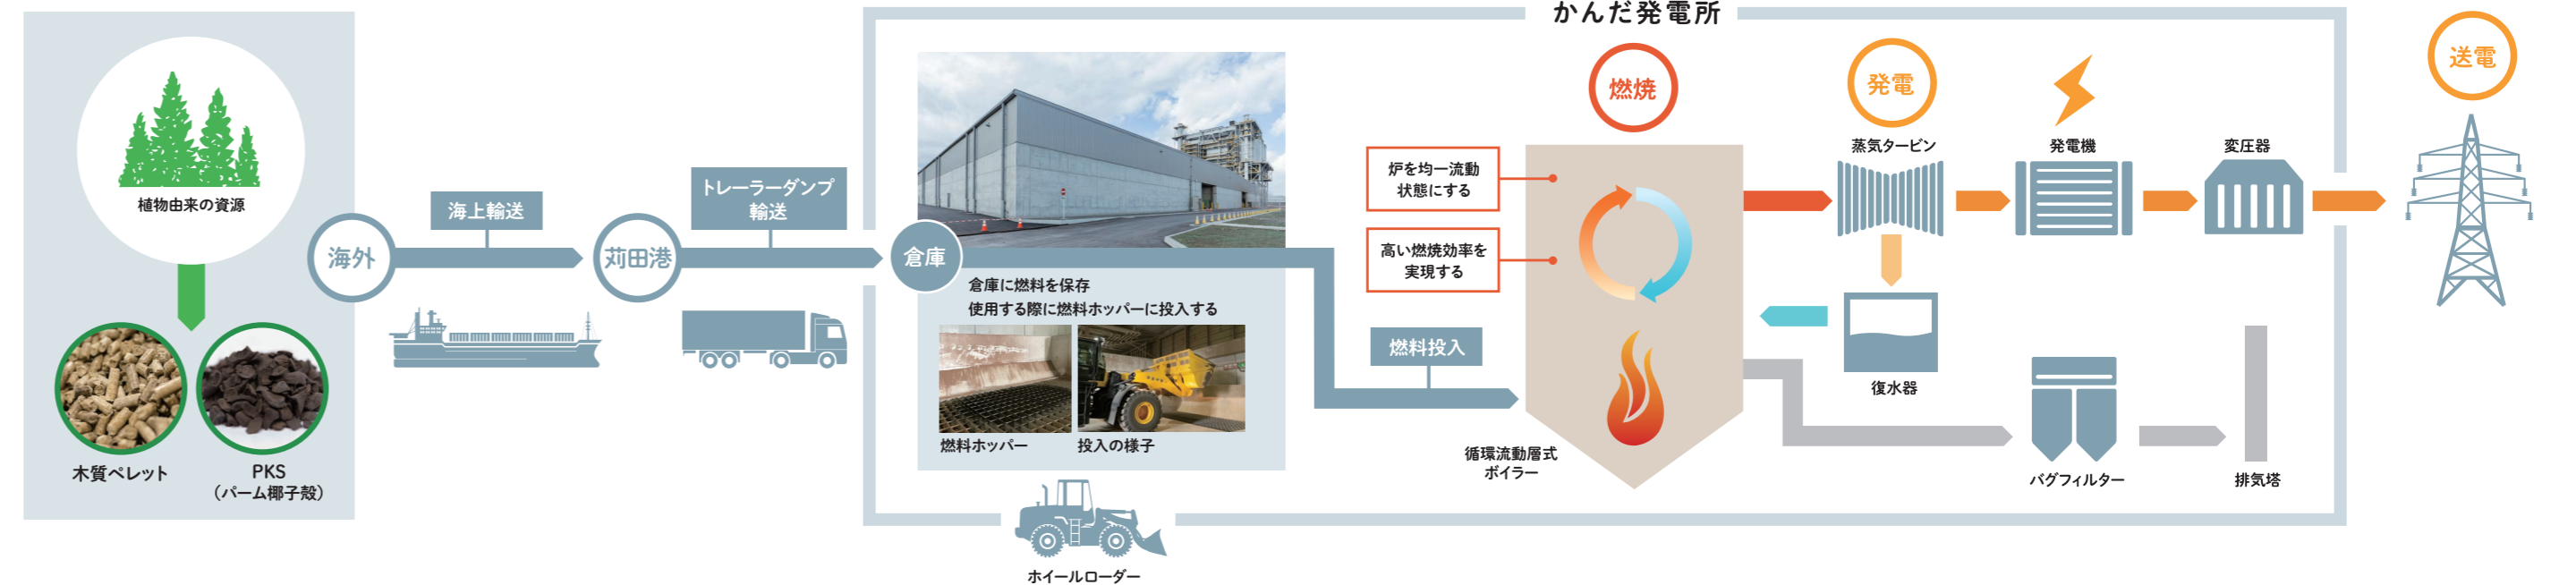 かんだ発電所
植物由来の資源
木質ペレット
PKS
（パーム椰子殻）
海外
海上輸送
苅田港
トレーラーダンプ
輸送
倉庫
倉庫に燃料を保存
使用する際に燃料ホッパーに投入する
燃料ホッパー
投入の様子
ホイールローダー
燃料投入
燃焼
炉を均一流動
状態にする
高い燃焼効率を
実現する
循環流動層式
ボイラー
発電
蒸気タービン
復水器
発電機
変圧器
バグフィルター
排気塔
送電